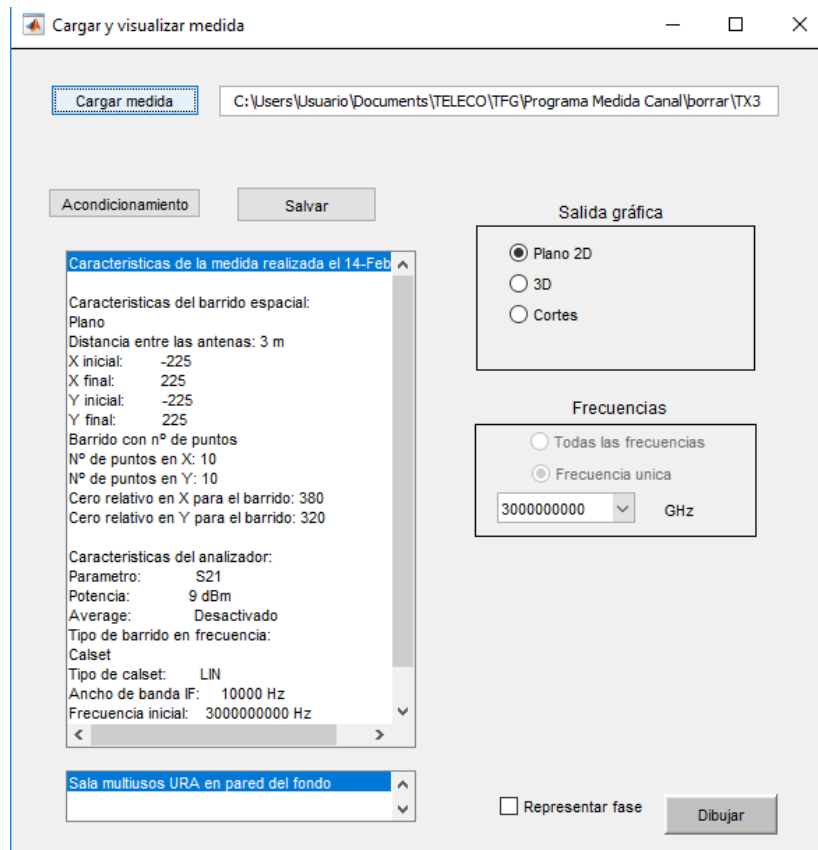 Cargar y visualizar medida
Cargar medida
C:\Users\Usuario\Documents\TELECO\TFG\Programa Medida Canal\borrar\TX3
Acondicionamiento
Salvar
Caracteristicas de la medida realizada el 14-Feb
Caracteristicas del barrido espacial:
Plano
Distancia entre las antenas: 3 m
X inicial: -225
X final: 225
Y inicial: -225
Y final: 225
Barrido con nº de puntos
Nº de puntos en X: 10
Nº de puntos en Y: 10
Cero relativo en X para el barrido: 380
Cero relativo en Y para el barrido: 320
Caracteristicas del analizador:
Parametro: S21
Potencia: 9 dBm
Average: Desactivado
Tipo de barrido en frecuencia:
Calset
Tipo de calset: LIN
Ancho de banda IF: 10000 Hz
Frecuencia inicial: 3000000000 Hz
Sala multiusos URA en pared del fondo
Salida gráfica
Plano 2D
3D
Cortes
Frecuencias
Todas las frecuencias
Frecuencia unica
3000000000 GHz
Representar fase
Dibujar